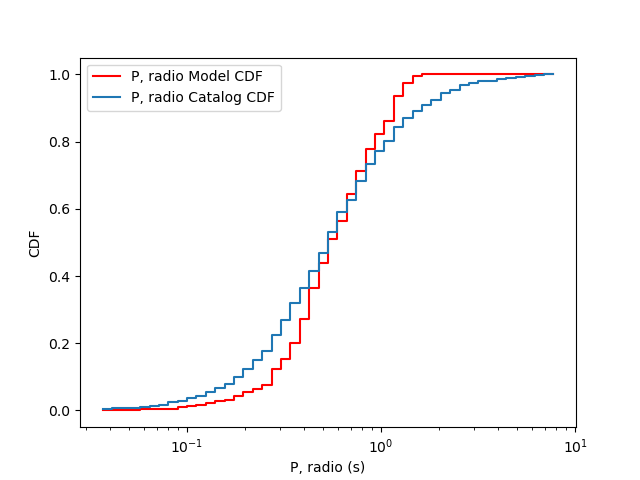 P, radio Model CDF
P, radio Catalog CDF
1.0
0.8
0.6
0.4
0.2
0.0
CDF
10⁻¹
10⁰
10¹
P, radio (s)